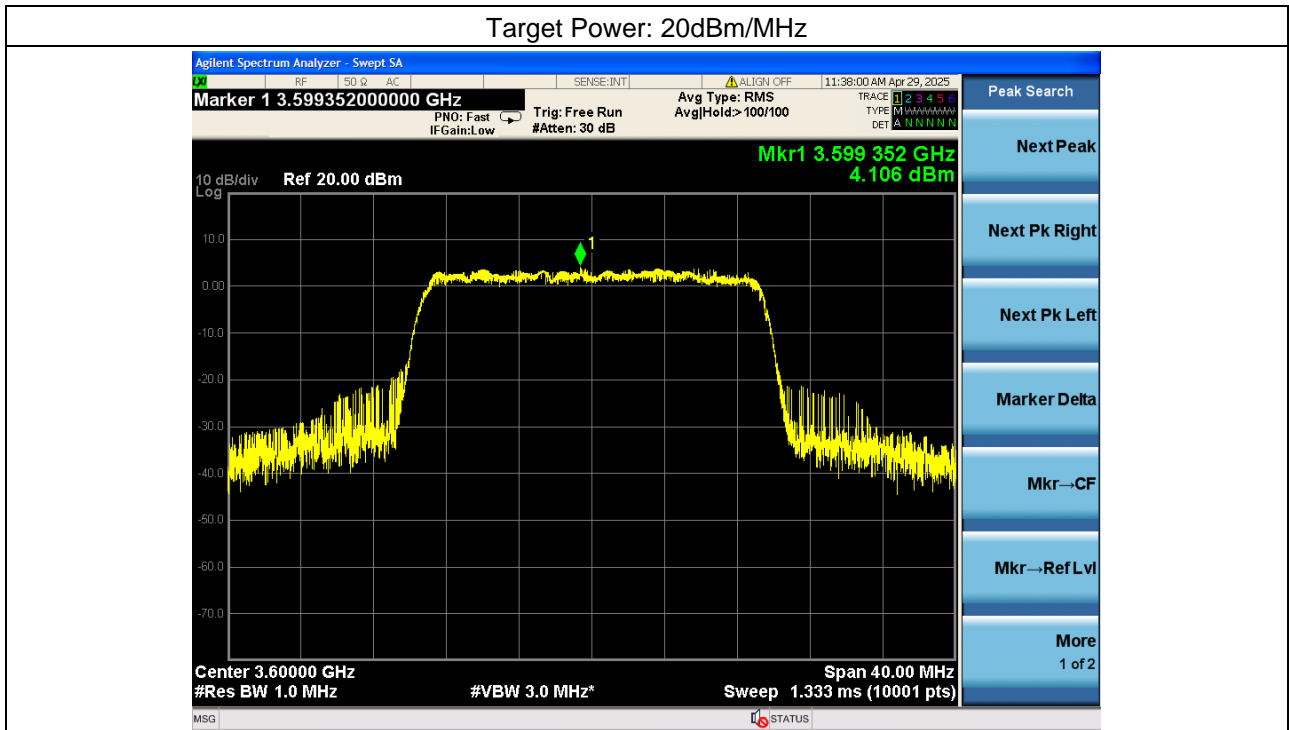 Target Power: 20dBm/MHz
Agilent Spectrum Analyzer - Swept SA
LXI RF 50 Ω AC SENSE:INT ALIGN OFF 11:38:00 AM Apr 29, 2025
Marker 1 3.599352000000 GHz
PNO: Fast
IFGain:Low
Trig: Free Run
#Atten: 30 dB
Avg Type: RMS
Avg|Hold:>100/100
TRACE 1 2 3 4 5 6
TYPE M WWWWW
DET A N N N N N
Peak Search
Mkr1 3.599 352 GHz
4.106 dBm
10 dB/div Ref 20.00 dBm
Log
1
10.0
0.00
-10.0
-20.0
-30.0
-40.0
-50.0
-60.0
-70.0
Next Peak
Next Pk Right
Next Pk Left
Marker Delta
Mkr→CF
Mkr→Ref Lvl
More
1 of 2
Center 3.60000 GHz Span 40.00 MHz
#Res BW 1.0 MHz #VBW 3.0 MHz* Sweep 1.333 ms (10001 pts)
MSG STATUS